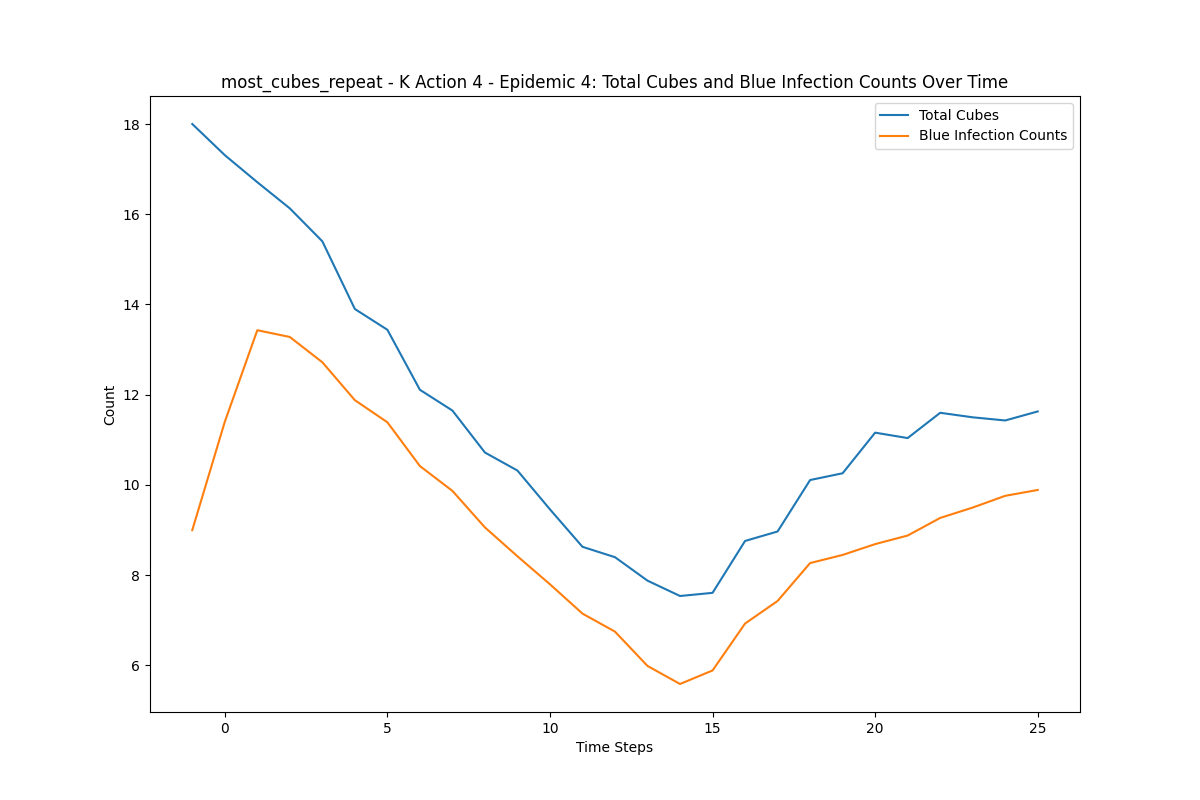 most_cubes_repeat - K Action 4 - Epidemic 4: Total Cubes and Blue Infection Counts Over Time
Total Cubes
Blue Infection Counts
18
16
14
12
10
8
6
Count
0 5 10 15 20 25
Time Steps